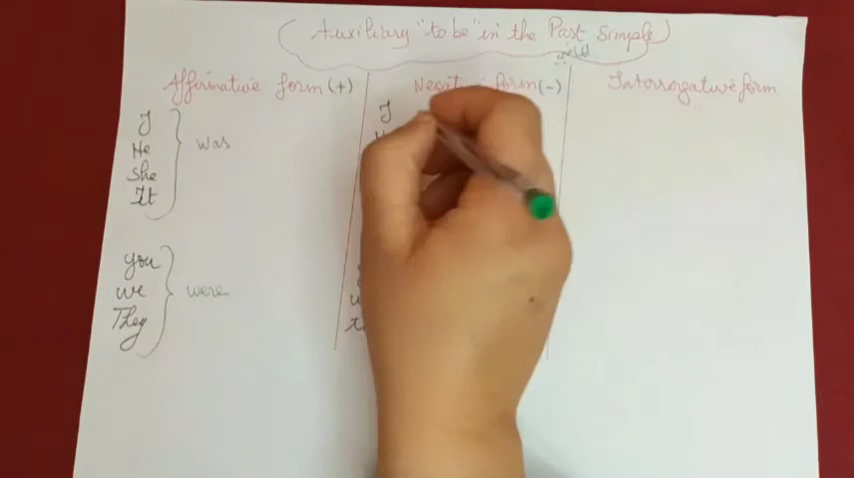 Auxiliary "to be" in the Past Simple
Affirmative form (+)
I
He
She
It
was
you
we
They
were
form (-)
I
Interrogative form